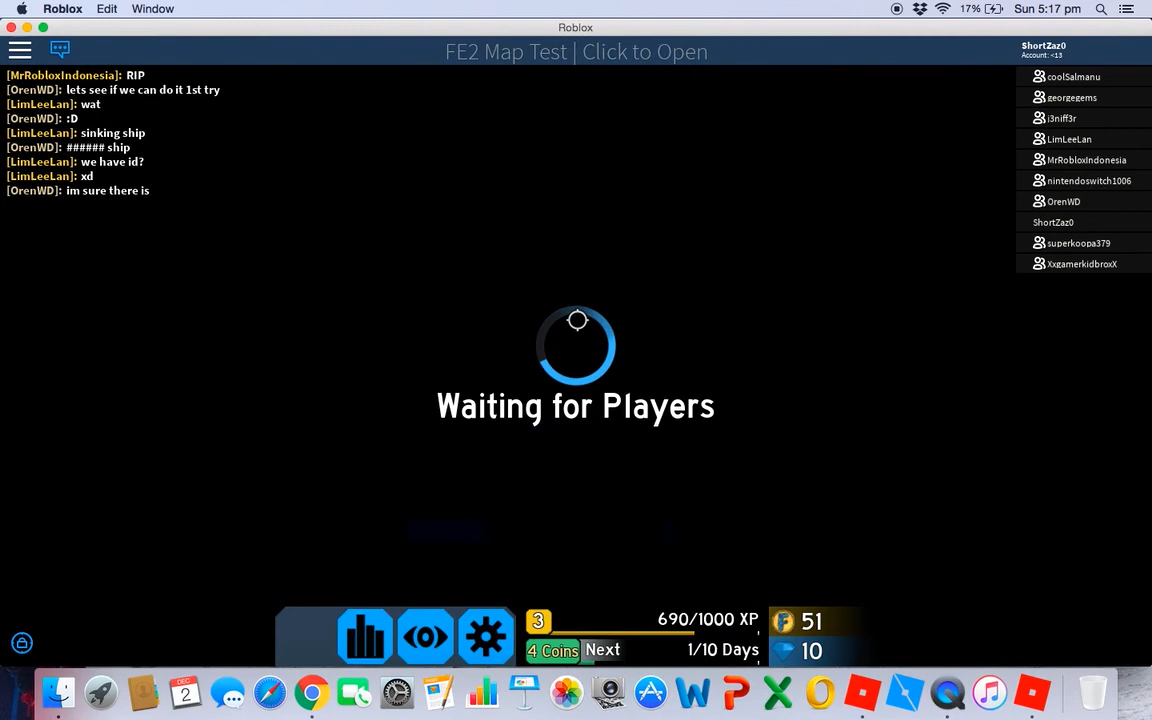 Roblox Edit Window 17% Sun 5:17 pm
Roblox
FE2 Map Test | Click to Open
ShortZaz0
Account: <13
[MrRobloxIndonesia]: RIP
[OrenWD]: lets see if we can do it 1st try
[LimLeeLan]: wat
[OrenWD]: :D
[LimLeeLan]: sinking ship
[OrenWD]: ###### ship
[LimLeeLan]: we have id?
[LimLeeLan]: xd
[OrenWD]: im sure there is
coolSalmanu
georgegems
i3niff3r
LimLeeLan
MrRobloxIndonesia
nintendoswitch1006
OrenWD
ShortZaz0
superkoopa379
XxgamerkidbroxX
Waiting for Players
3 690/1000 XP
4 Coins Next 1/10 Days
F 51
10
DEC
2
W P X O